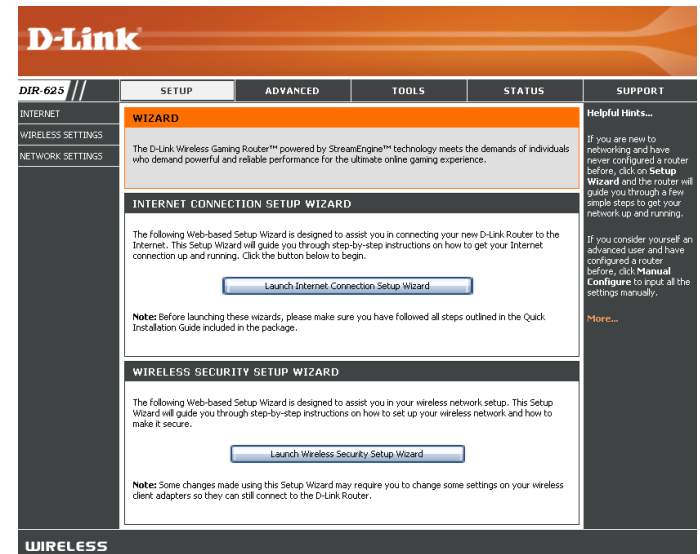 D-Link
DIR-625
SETUP ADVANCED TOOLS STATUS SUPPORT
INTERNET
WIRELESS SETTINGS
NETWORK SETTINGS
WIZARD
The D-Link Wireless Gaming Router™ powered by StreamEngine™ technology meets the demands of individuals
who demand powerful and reliable performance for the ultimate online gaming experience.
INTERNET CONNECTION SETUP WIZARD
The following Web-based Setup Wizard is designed to assist you in connecting your new D-Link Router to the
Internet. This Setup Wizard will guide you through step-by-step instructions on how to get your Internet
connection up and running. Click the button below to begin.
Launch Internet Connection Setup Wizard
Note: Before launching these wizards, please make sure you have followed all steps outlined in the Quick
Installation Guide included in the package.
WIRELESS SECURITY SETUP WIZARD
The following Web-based Setup Wizard is designed to assist you in your wireless network setup. This Setup
Wizard will guide you through step-by-step instructions on how to set up your wireless network and how to
make it secure.
Launch Wireless Security Setup Wizard
Note: Some changes made using this Setup Wizard may require you to change some settings on your wireless
client adapters so they can still connect to the D-Link Router.
Helpful Hints...
If you are new to
networking and have
never configured a router
before, click on Setup
Wizard and the router will
guide you through a few
simple steps to get your
network up and running.
If you consider yourself an
advanced user and have
configured a router
before, click Manual
Configure to input all the
settings manually.
More...
WIRELESS